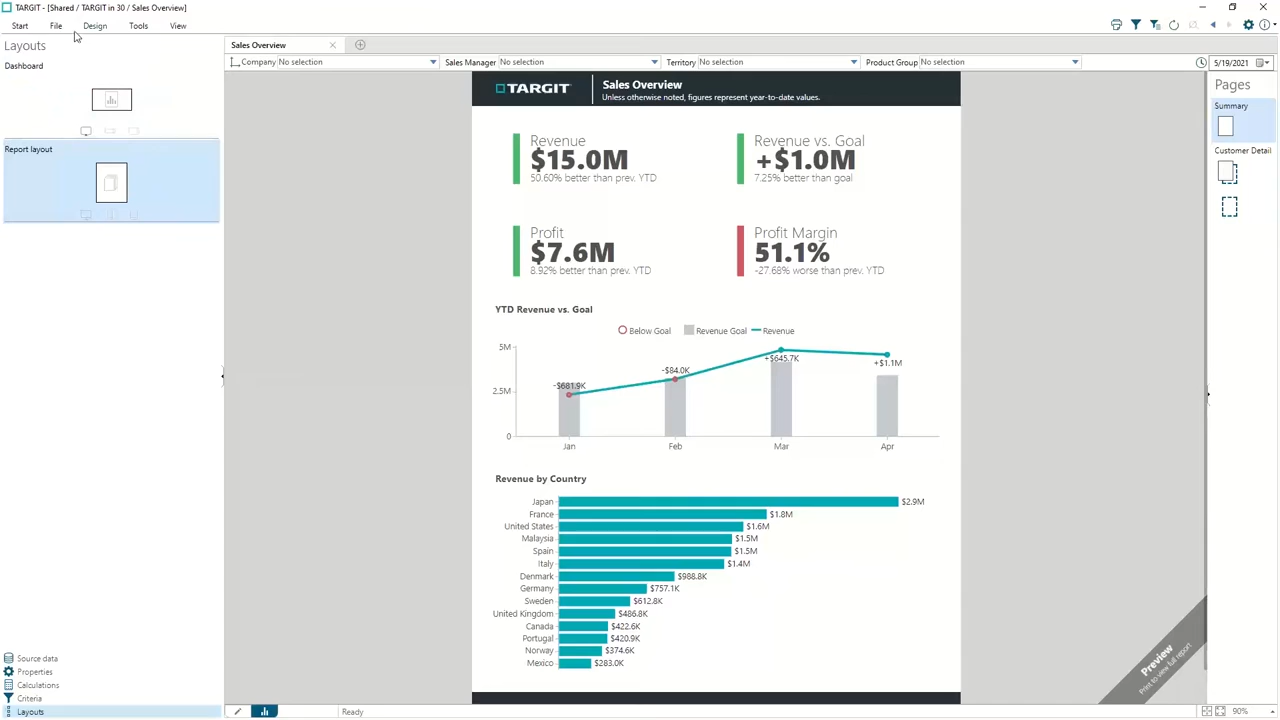 TARGIT - [Shared / TARGIT in 30 / Sales Overview]
Start File Design Tools View
Layouts
Dashboard
Report layout
Source data
Properties
Calculations
Criteria
Layouts
Sales Overview
Company No selection Sales Manager No selection Territory No selection Product Group No selection 5/19/2021
TARGIT
Sales Overview
Unless otherwise noted, figures represent year-to-date values.
Revenue
$15.0M
50.60% better than prev. YTD
Revenue vs. Goal
+$1.0M
7.25% better than goal
Profit
$7.6M
8.92% better than prev. YTD
Profit Margin
51.1%
-27.68% worse than prev. YTD
YTD Revenue vs. Goal
Below Goal Revenue Goal Revenue
5M
2.5M
0
-$681.9K
-$84.0K
+$645.7K
+$1.1M
Jan Feb Mar Apr
Revenue by Country
Japan $2.9M
France $1.8M
United States $1.6M
Malaysia $1.5M
Spain $1.5M
Italy $1.4M
Denmark $988.8K
Germany $757.1K
Sweden $612.8K
United Kingdom $486.8K
Canada $422.6K
Portugal $420.9K
Norway $374.6K
Mexico $283.0K
Pages
Summary
Customer Detail
Preview
Print to view full report
Ready
90%